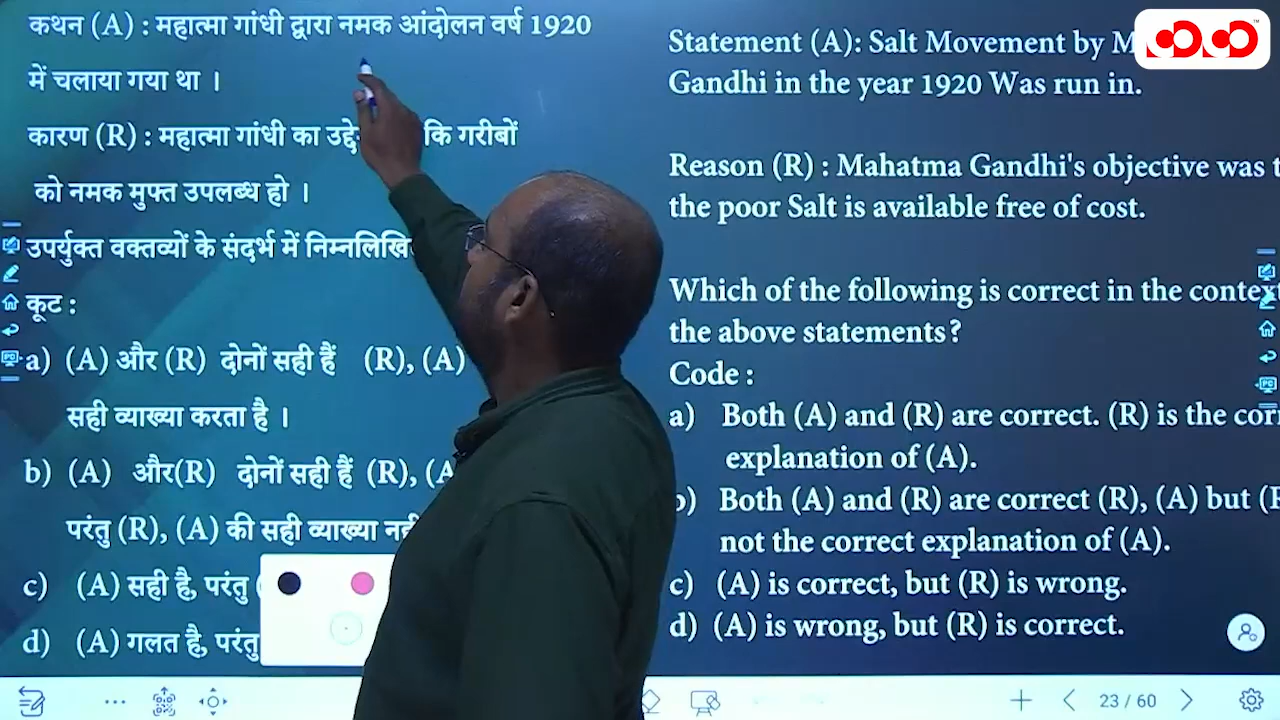 कथन (A) : महात्मा गांधी द्वारा नमक आंदोलन वर्ष 1920
में चलाया गया था ।
कारण (R) : महात्मा गांधी का कि गरीबों
को नमक मुफ्त उपलब्ध हो ।
उपर्युक्त वक्तव्यों के संदर्भ में
कूट :
a) (A) और (R) दोनों सही हैं (R), (A)
सही व्याख्या करता है ।
b) (A) और(R) दोनों सही हैं (R),
परंतु (R), (A) की सही व्याख्या
c) (A) सही है, परंतु
d) (A) गलत है, परंतु
Statement (A): Salt Movement by
Gandhi in the year 1920 Was run in.
Reason (R) : Mahatma Gandhi's objective was
the poor Salt is available free of cost.
Which of the following is correct in the
the above statements?
Code :
a) Both (A) and (R) are correct. (R) is the
explanation of (A).
b) Both (A) and (R) are correct (R), (A) but
not the correct explanation of (A).
c) (A) is correct, but (R) is wrong.
d) (A) is wrong, but (R) is correct.
23 / 60